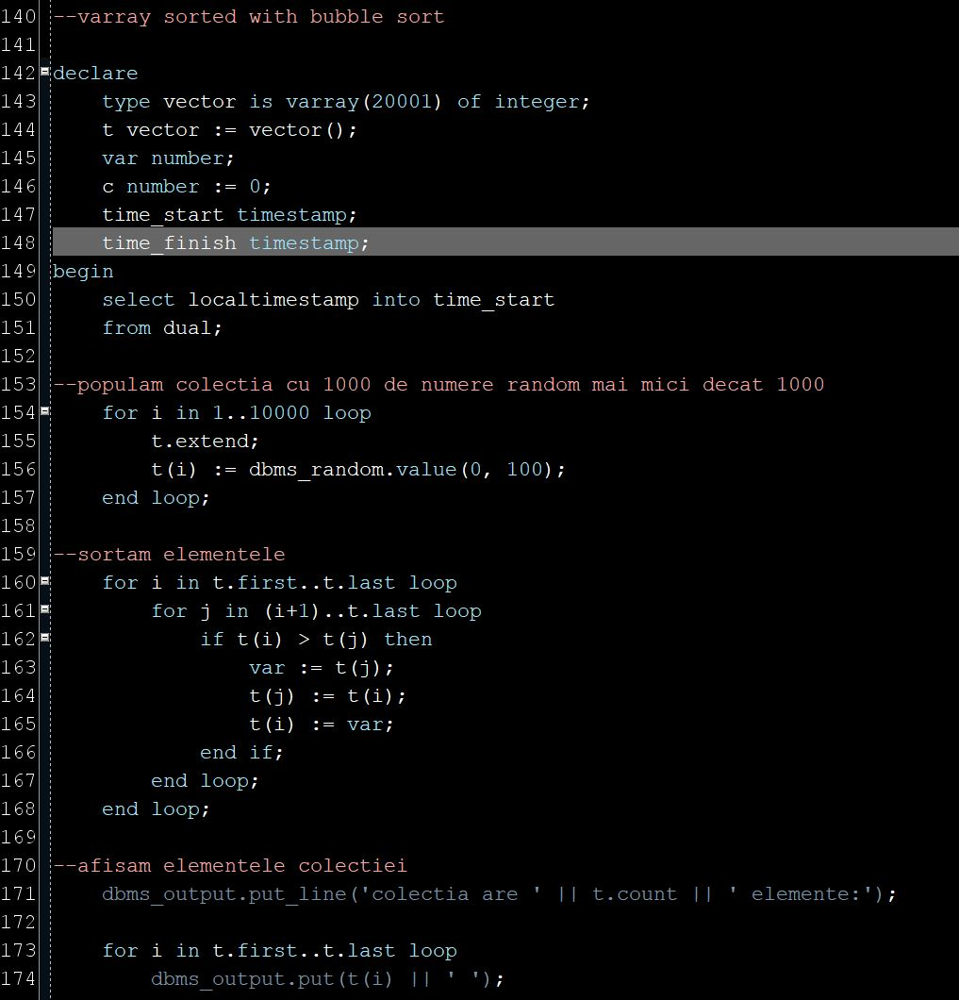 140 --varray sorted with bubble sort
141
142 declare
143     type vector is varray(20001) of integer;
144     t vector := vector();
145     var number;
146     c number := 0;
147     time_start timestamp;
148     time_finish timestamp;
149 begin
150     select localtimestamp into time_start
151     from dual;
152
153 --populam colectia cu 1000 de numere random mai mici decat 1000
154     for i in 1..10000 loop
155         t.extend;
156         t(i) := dbms_random.value(0, 100);
157     end loop;
158
159 --sortam elementele
160     for i in t.first..t.last loop
161         for j in (i+1)..t.last loop
162             if t(i) > t(j) then
163                 var := t(j);
164                 t(j) := t(i);
165                 t(i) := var;
166             end if;
167         end loop;
168     end loop;
169
170 --afisam elementele colectiei
171     dbms_output.put_line('colectia are ' || t.count || ' elemente:');
172
173     for i in t.first..t.last loop
174         dbms_output.put(t(i) || ' ');